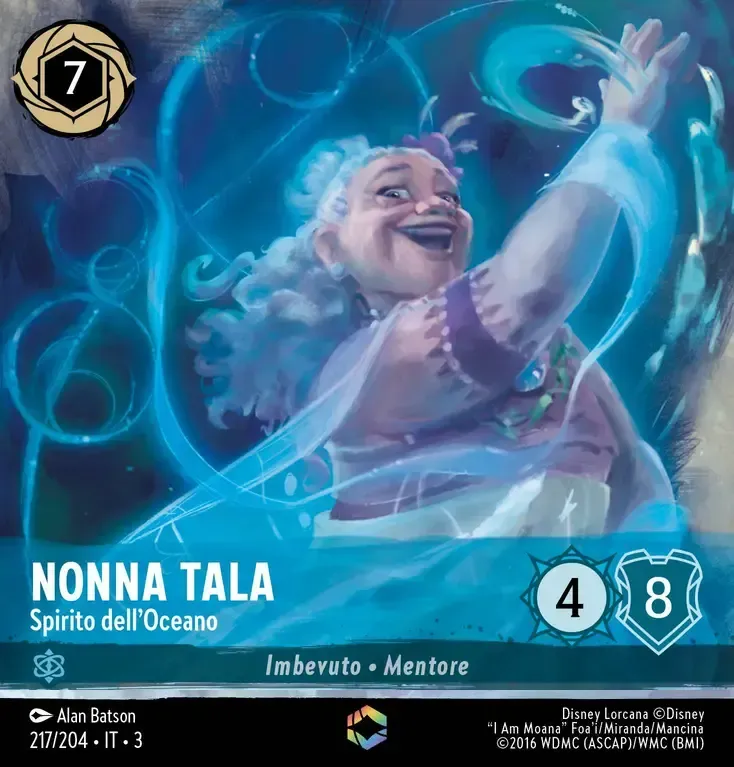 7
NONNA TALA
Spirito dell'Oceano
4
8
Imbevuto • Mentore
Alan Batson
217/204 • IT • 3
Disney Lorcana ©Disney
"I Am Moana" Foa'i/Miranda/Mancina
©2016 WDMC (ASCAP)/WMC (BMI)